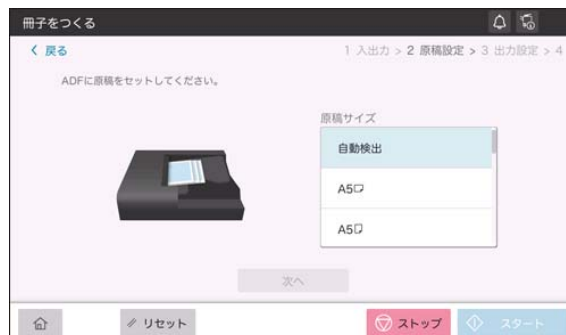 冊子をつくる
戻る
1 入出力 > 2 原稿設定 > 3 出力設定 > 4
ADFに原稿をセットしてください。
原稿サイズ
自動検出
A5
A5
次へ
リセット
ストップ
スタート